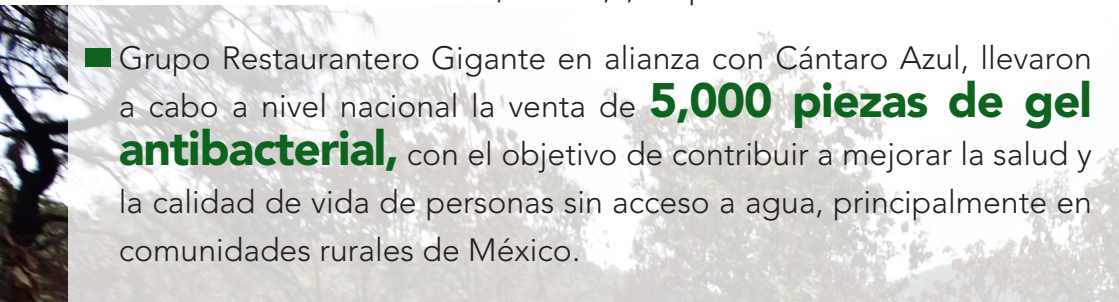 Grupo Restaurantero Gigante en alianza con Cántaro Azul, llevaron
a cabo a nivel nacional la venta de 5,000 piezas de gel
antibacterial, con el objetivo de contribuir a mejorar la salud y
la calidad de vida de personas sin acceso a agua, principalmente en
comunidades rurales de México.